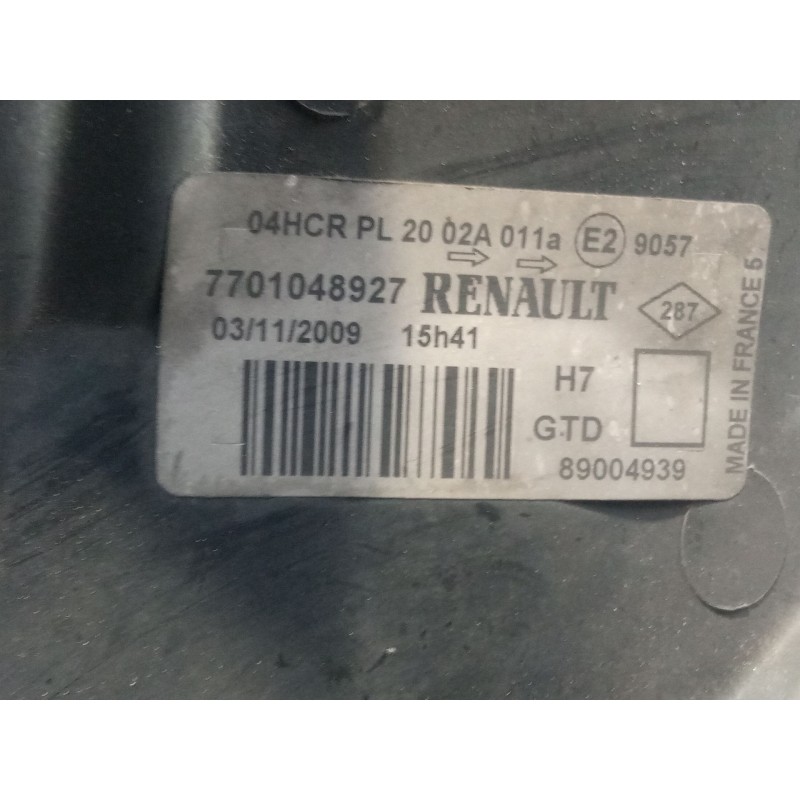 04HCR PL 20 02A 011a E2 9057
7701048927 RENAULT 287
03/11/2009 15h41
H7
GTD
89004939
MADE IN FRANCE 5